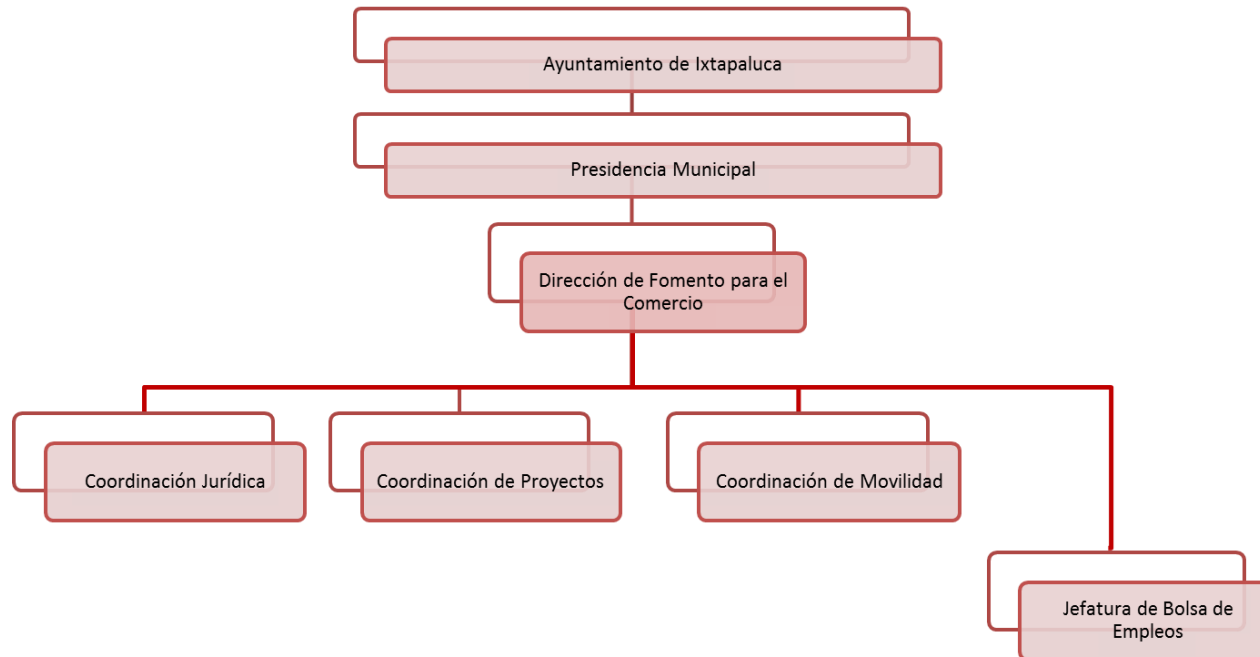 Ayuntamiento de Ixtapaluca
Presidencia Municipal
Dirección de Fomento para el
Comercio
Coordinación Jurídica
Coordinación de Proyectos
Coordinación de Movilidad
Jefatura de Bolsa de
Empleos